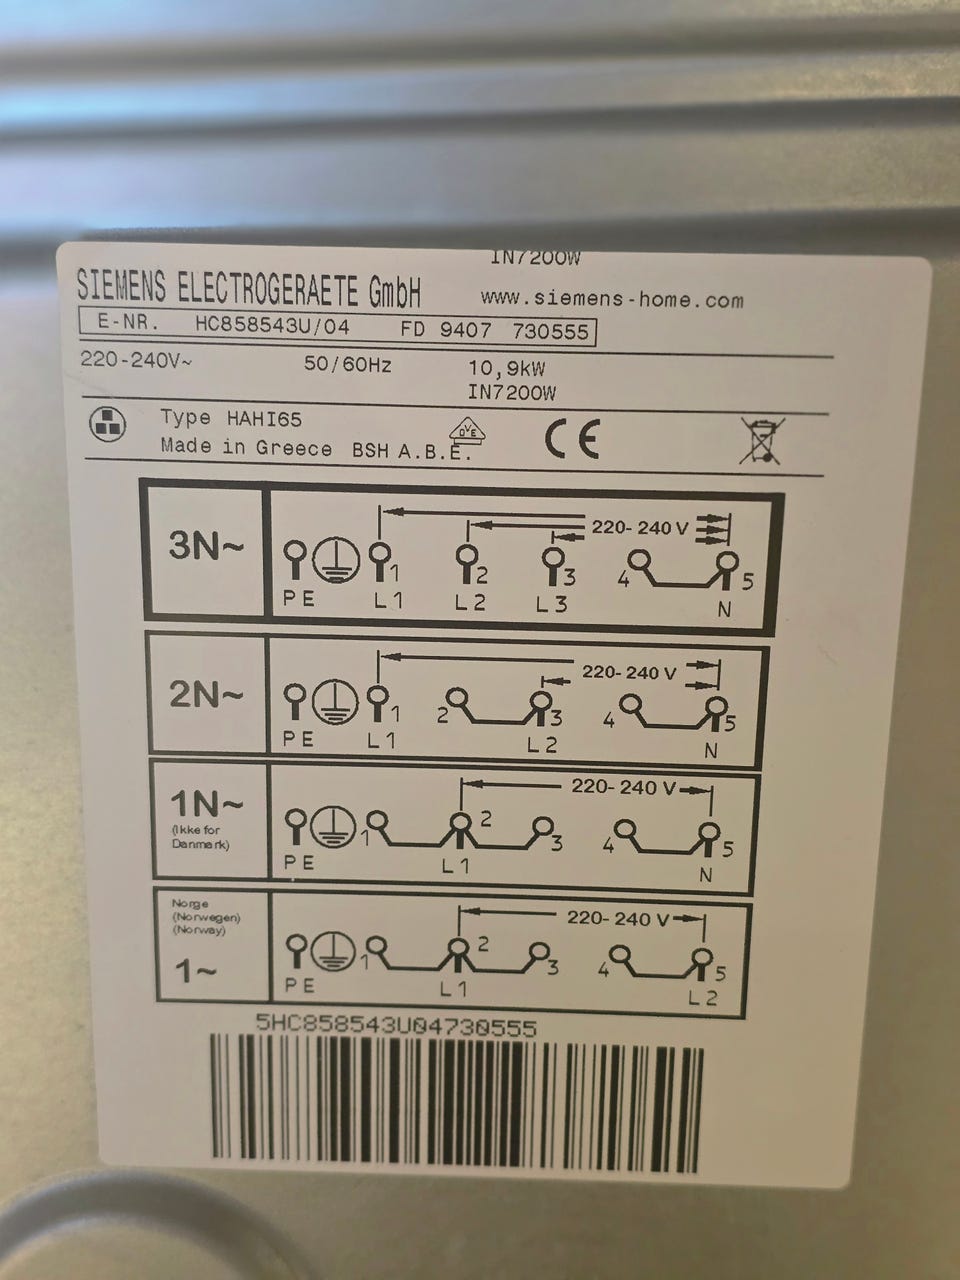 IN7200W
SIEMENS ELECTROGERAETE GmbH www.siemens-home.com
E-NR. HC858543U/04 FD 9407 730555
220-240V~ 50/60Hz 10,9kW
IN7200W
Type HAHI65 OVE CE
Made in Greece BSH A.B.E.
3N~ 220-240 V
1 2 3 4 5
PE L1 L2 L3 N
2N~ 220-240 V
1 2 3 4 5
PE L1 L2 N
1N~ 220-240 V
(Ikke for
Danmark)
1 2 3 4 5
PE L1 N
Norge
(Norwegen)
(Norway)
1~ 220-240 V
1 2 3 4 5
PE L1 L2
5HC858543U04730555